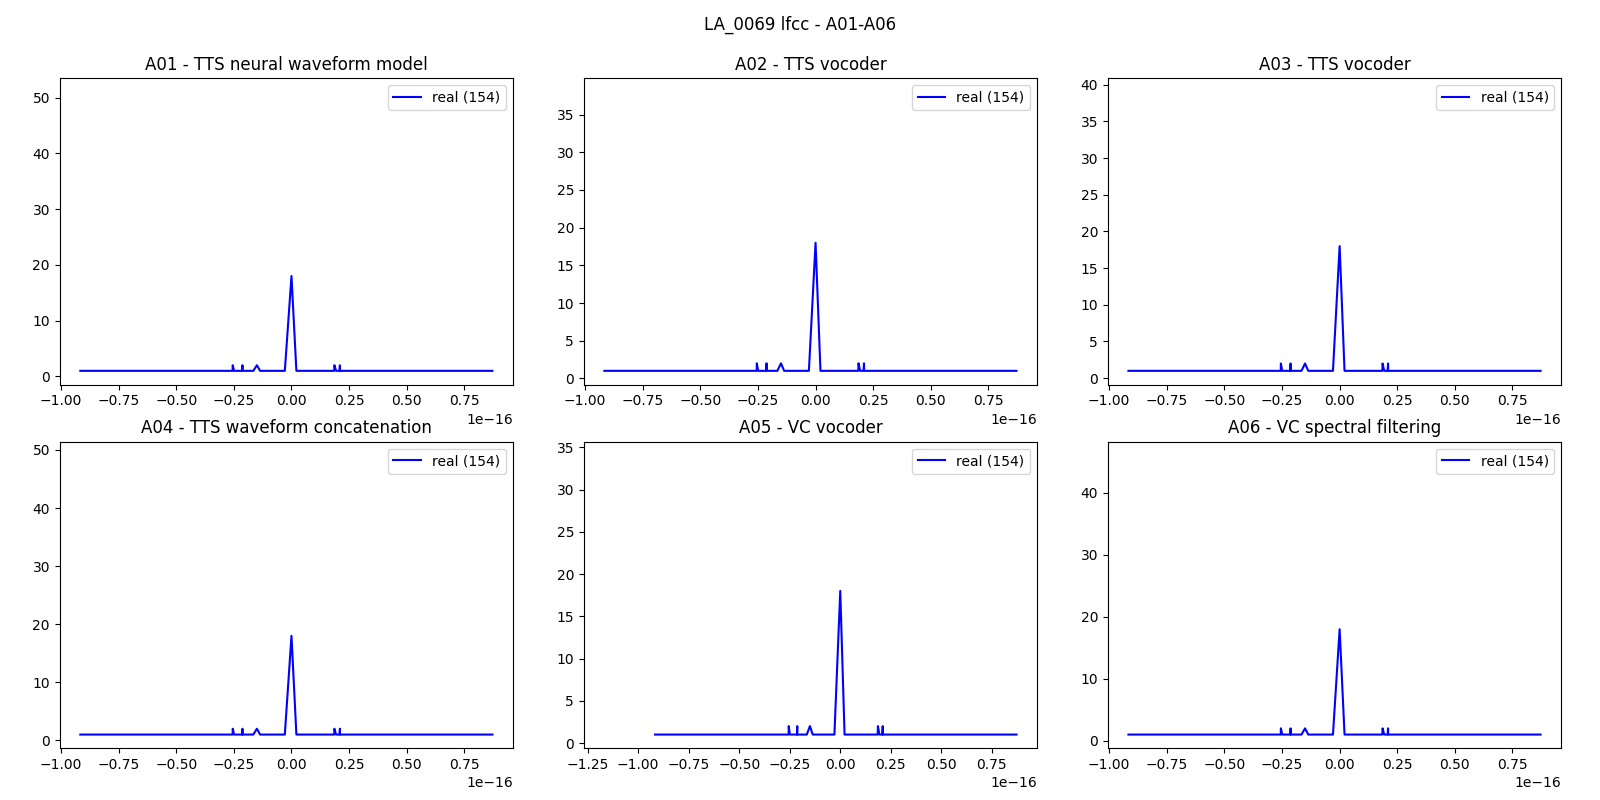 LA_0069 lfcc - A01-A06
A01 - TTS neural waveform model
A02 - TTS vocoder
A03 - TTS vocoder
real (154)
real (154)
real (154)
50
40
30
20
10
0
35
30
25
20
15
10
5
0
40
35
30
25
20
15
10
5
0
−1.00 −0.75 −0.50 −0.25 0.00 0.25 0.50 0.75
1e−16
−1.00 −0.75 −0.50 −0.25 0.00 0.25 0.50 0.75
1e−16
−1.00 −0.75 −0.50 −0.25 0.00 0.25 0.50 0.75
1e−16
A04 - TTS waveform concatenation
A05 - VC vocoder
A06 - VC spectral filtering
real (154)
real (154)
real (154)
50
40
30
20
10
0
35
30
25
20
15
10
5
0
40
30
20
10
0
−1.00 −0.75 −0.50 −0.25 0.00 0.25 0.50 0.75
1e−16
−1.25 −1.00 −0.75 −0.50 −0.25 0.00 0.25 0.50 0.75
1e−16
−1.00 −0.75 −0.50 −0.25 0.00 0.25 0.50 0.75
1e−16